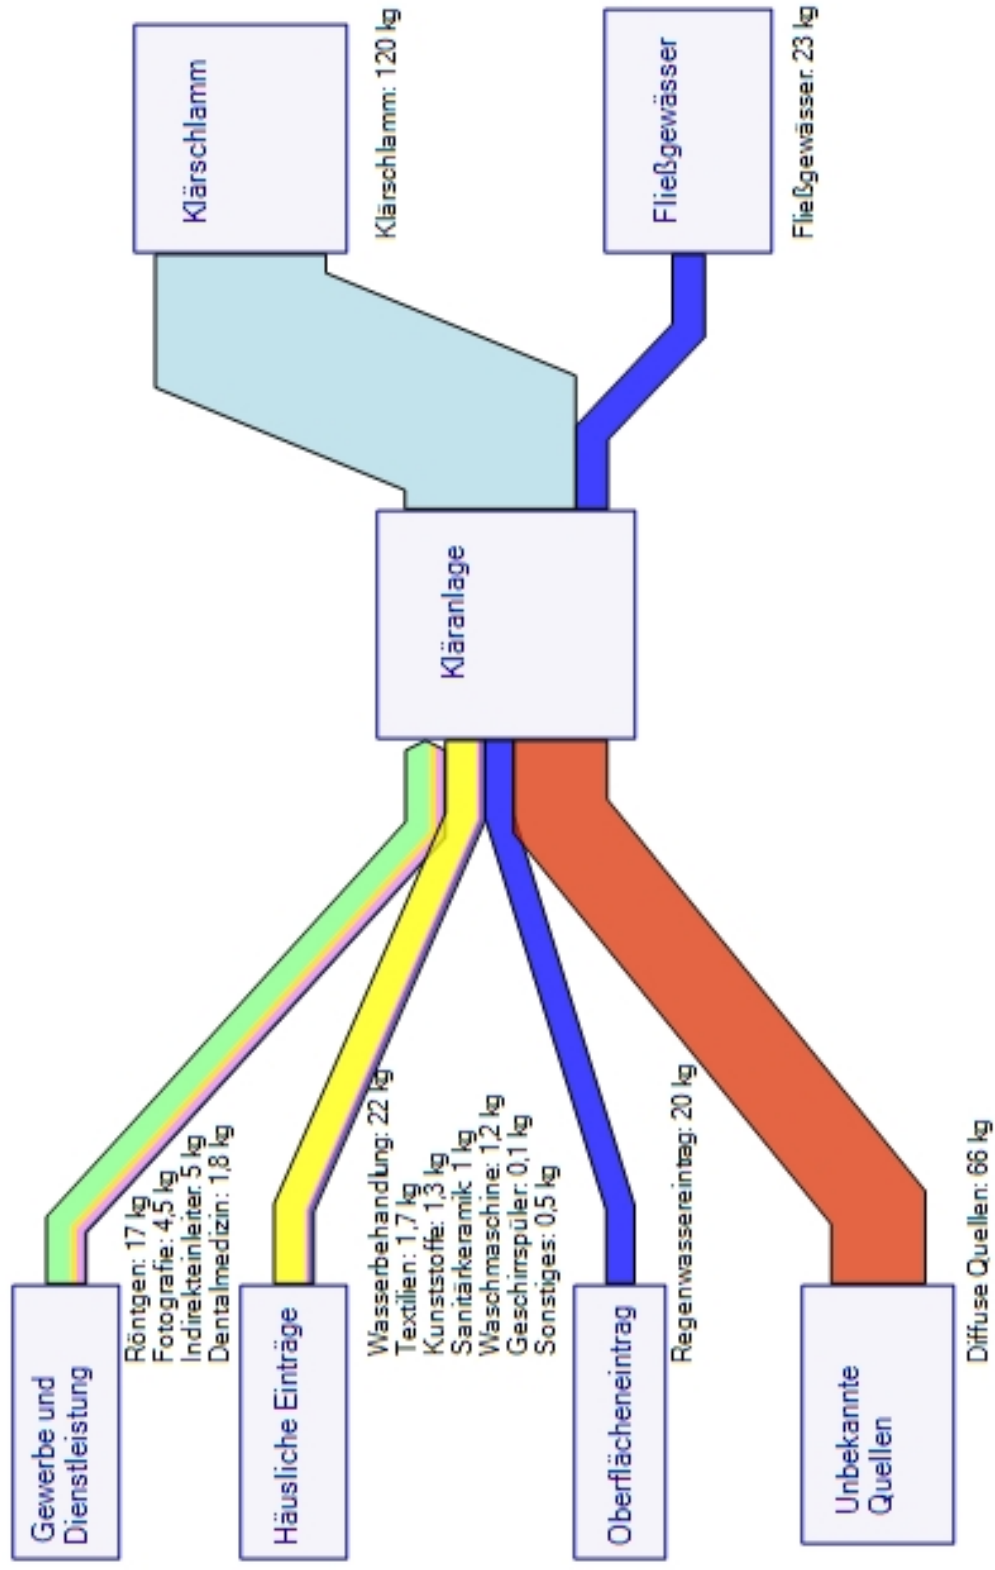 Gewerbe und
Dienstleistung
Röntgen: 17 kg
Fotografie: 4,5 kg
Indirekteinleiter: 5 kg
Dentalmedizin: 1,8 kg
Häusliche Einträge
Wasserbehandlung: 22 kg
Textilien: 1,7 kg
Kunststoffe: 1,3 kg
Sanitärkeramik: 1 kg
Waschmaschine: 1,2 kg
Geschirrspüler: 0,1 kg
Sonstiges: 0,5 kg
Oberflächeneintrag
Regenwassereintrag: 20 kg
Unbekannte
Quellen
Diffuse Quellen: 66 kg
Kläranlage
Klärschlamm
Klärschlamm: 120 kg
Fließgewässer
Fließgewässer: 23 kg